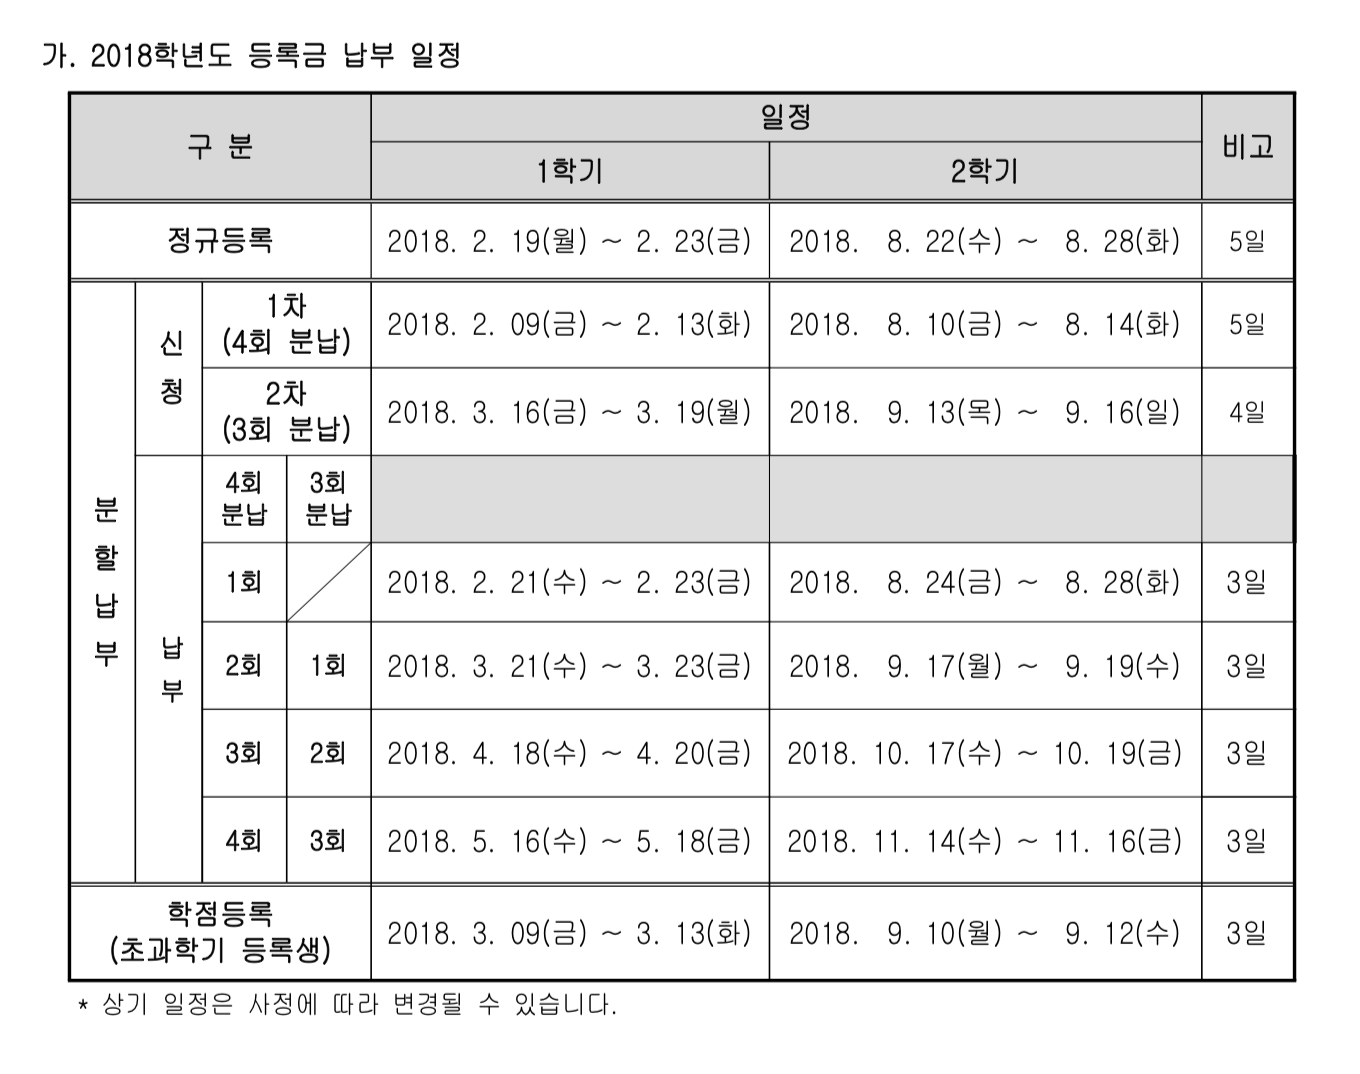 가. 2018학년도 등록금 납부 일정
구 분
일정
비고
1학기
2학기
정규등록
2018. 2. 19(월) ~ 2. 23(금)
2018. 8. 22(수) ~ 8. 28(화)
5일
분할납부
신청
1차
(4회 분납)
2018. 2. 09(금) ~ 2. 13(화)
2018. 8. 10(금) ~ 8. 14(화)
5일
2차
(3회 분납)
2018. 3. 16(금) ~ 3. 19(월)
2018. 9. 13(목) ~ 9. 16(일)
4일
납부
4회
분납
3회
분납
1회
2018. 2. 21(수) ~ 2. 23(금)
2018. 8. 24(금) ~ 8. 28(화)
3일
2회
1회
2018. 3. 21(수) ~ 3. 23(금)
2018. 9. 17(월) ~ 9. 19(수)
3일
3회
2회
2018. 4. 18(수) ~ 4. 20(금)
2018. 10. 17(수) ~ 10. 19(금)
3일
4회
3회
2018. 5. 16(수) ~ 5. 18(금)
2018. 11. 14(수) ~ 11. 16(금)
3일
학점등록
(초과학기 등록생)
2018. 3. 09(금) ~ 3. 13(화)
2018. 9. 10(월) ~ 9. 12(수)
3일
* 상기 일정은 사정에 따라 변경될 수 있습니다.